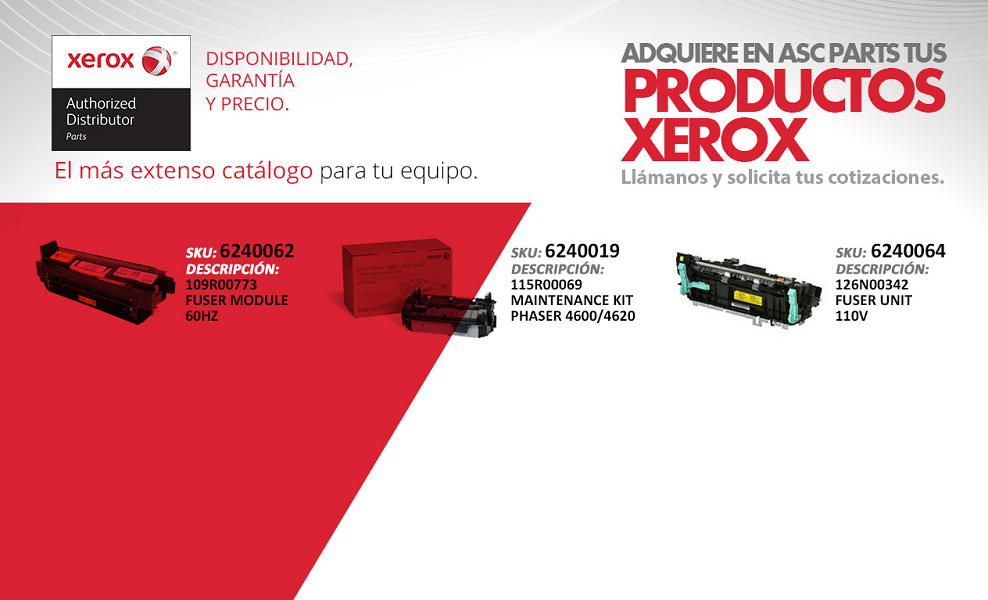 xerox
Authorized
Distributor
Parts
DISPONIBILIDAD,
GARANTÍA
Y PRECIO.
El más extenso catálogo para tu equipo.
ADQUIERE EN ASC PARTS TUS
PRODUCTOS
XEROX
Llámanos y solicita tus cotizaciones.
SKU: 6240062
DESCRIPCIÓN:
109R00773
FUSER MODULE
60HZ
SKU: 6240019
DESCRIPCIÓN:
115R00069
MAINTENANCE KIT
PHASER 4600/4620
SKU: 6240064
DESCRIPCIÓN:
126N00342
FUSER UNIT
110V